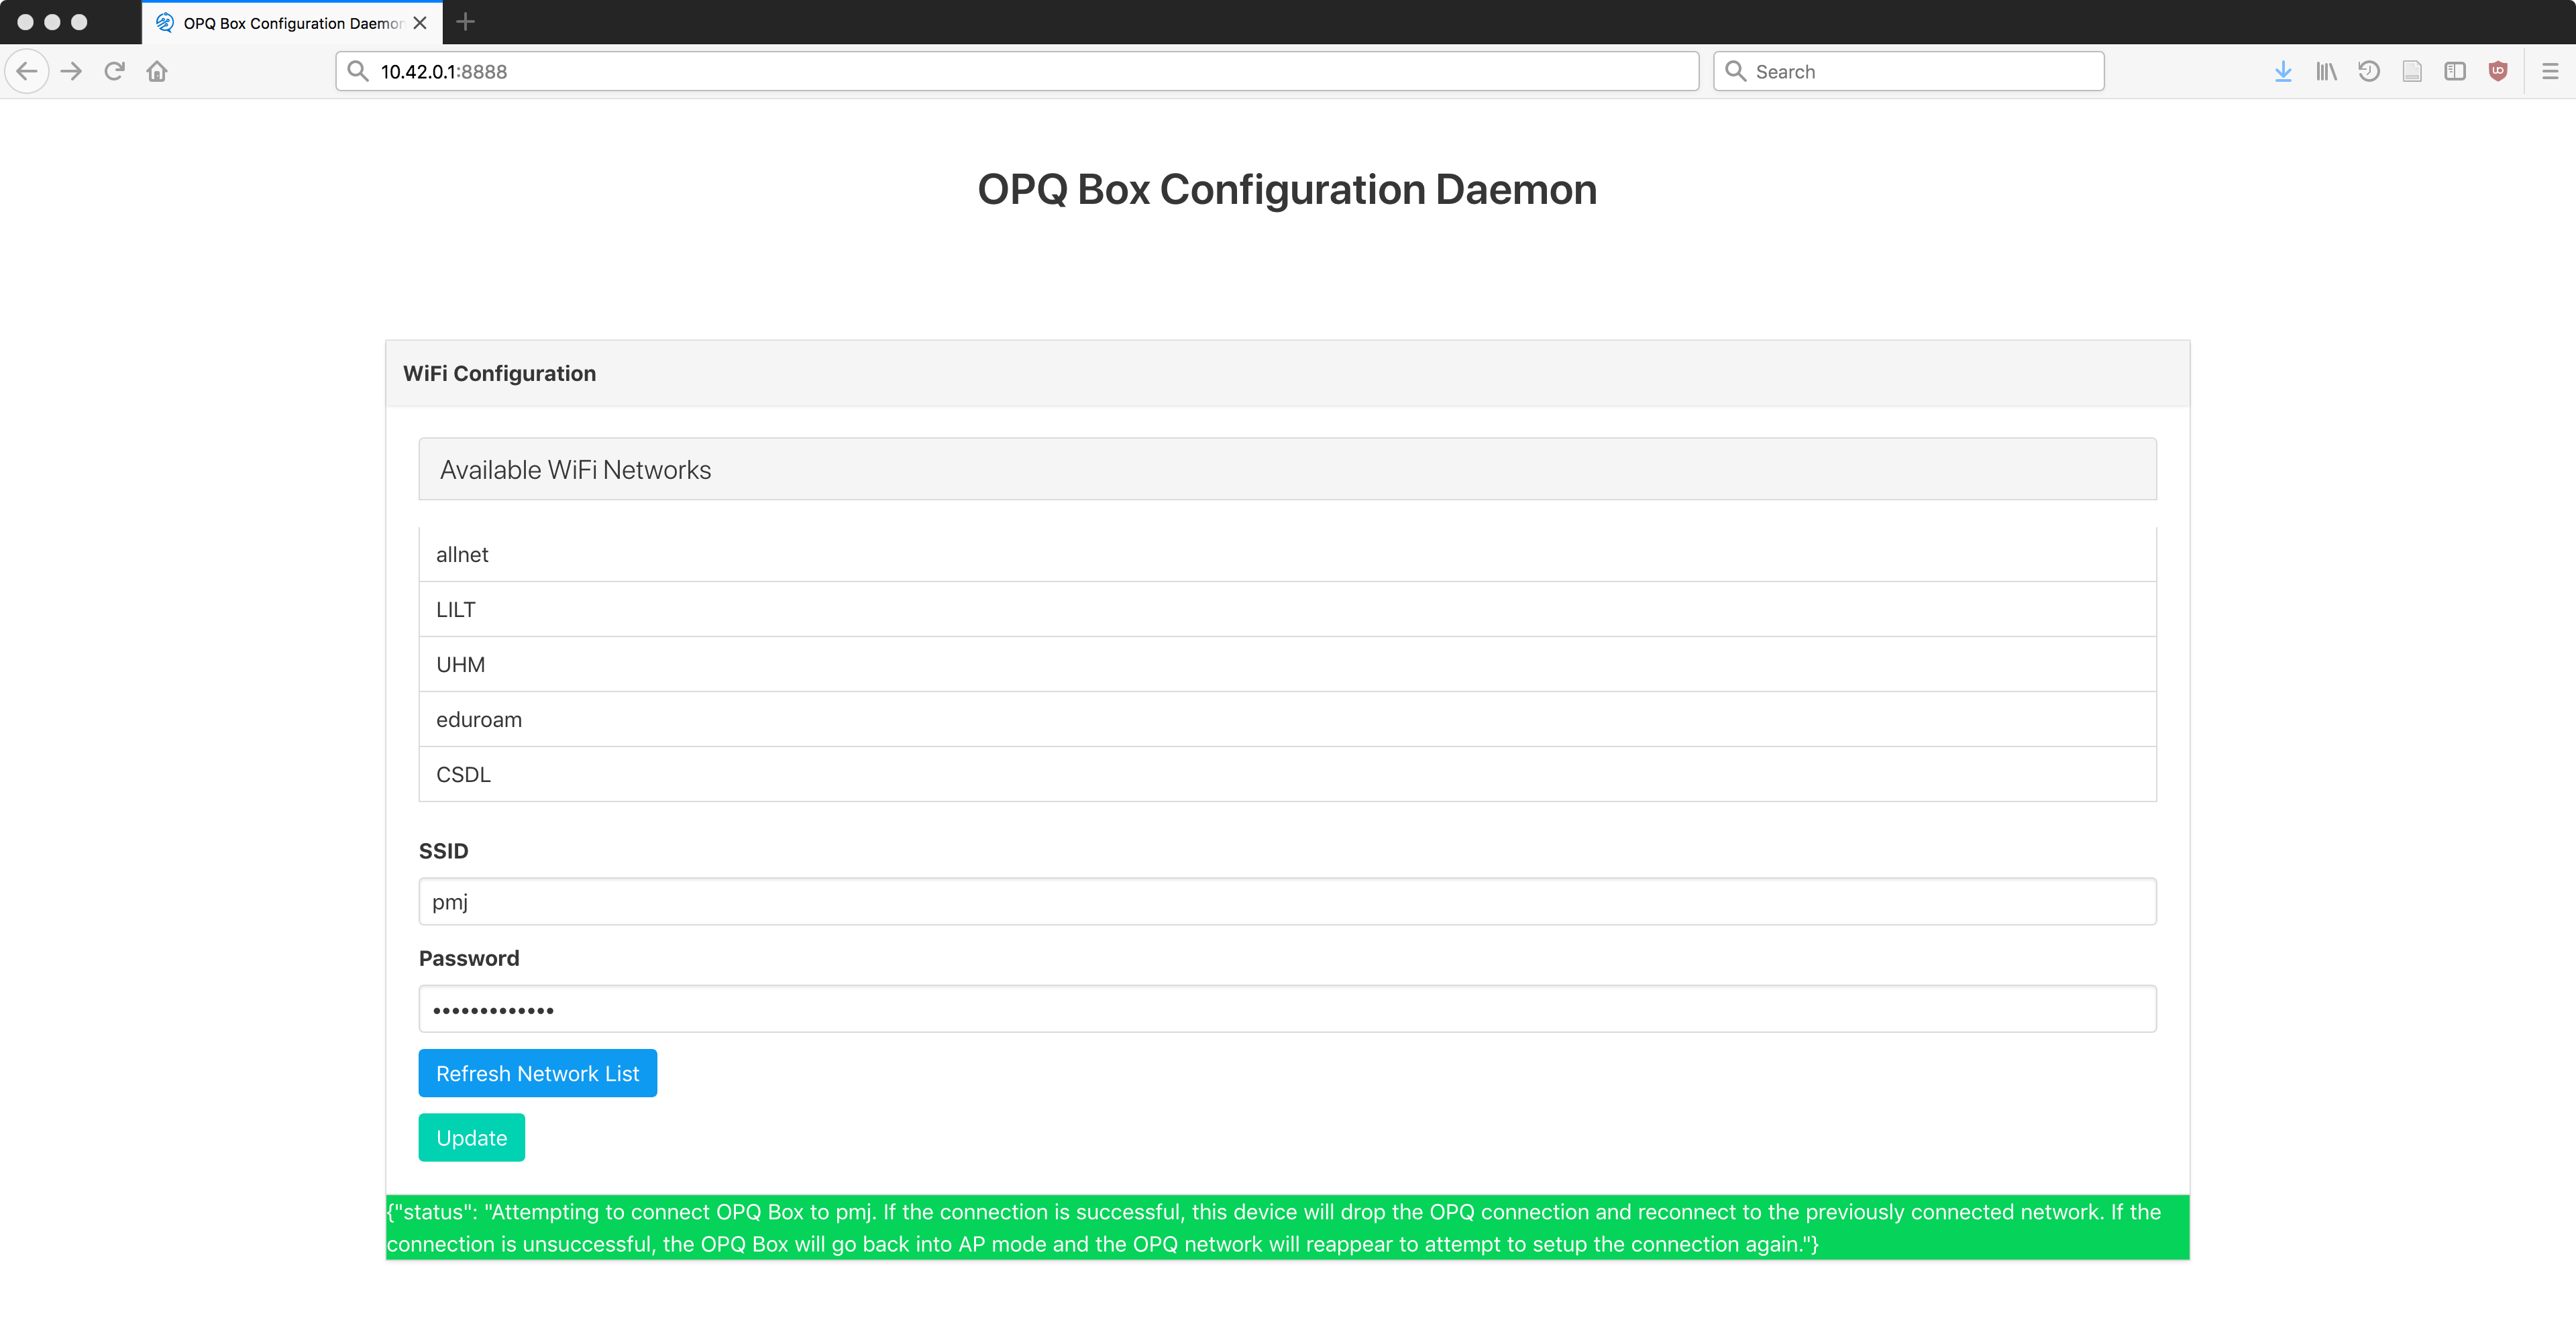 OPQ Box Configuration Daemon
10.42.0.1:8888
Search
OPQ Box Configuration Daemon
WiFi Configuration
Available WiFi Networks
allnet
LILT
UHM
eduroam
CSDL
SSID
pmj
Password
•••••••••••••
Refresh Network List
Update
{"status": "Attempting to connect OPQ Box to pmj. If the connection is successful, this device will drop the OPQ connection and reconnect to the previously connected network. If the
connection is unsuccessful, the OPQ Box will go back into AP mode and the OPQ network will reappear to attempt to setup the connection again."}